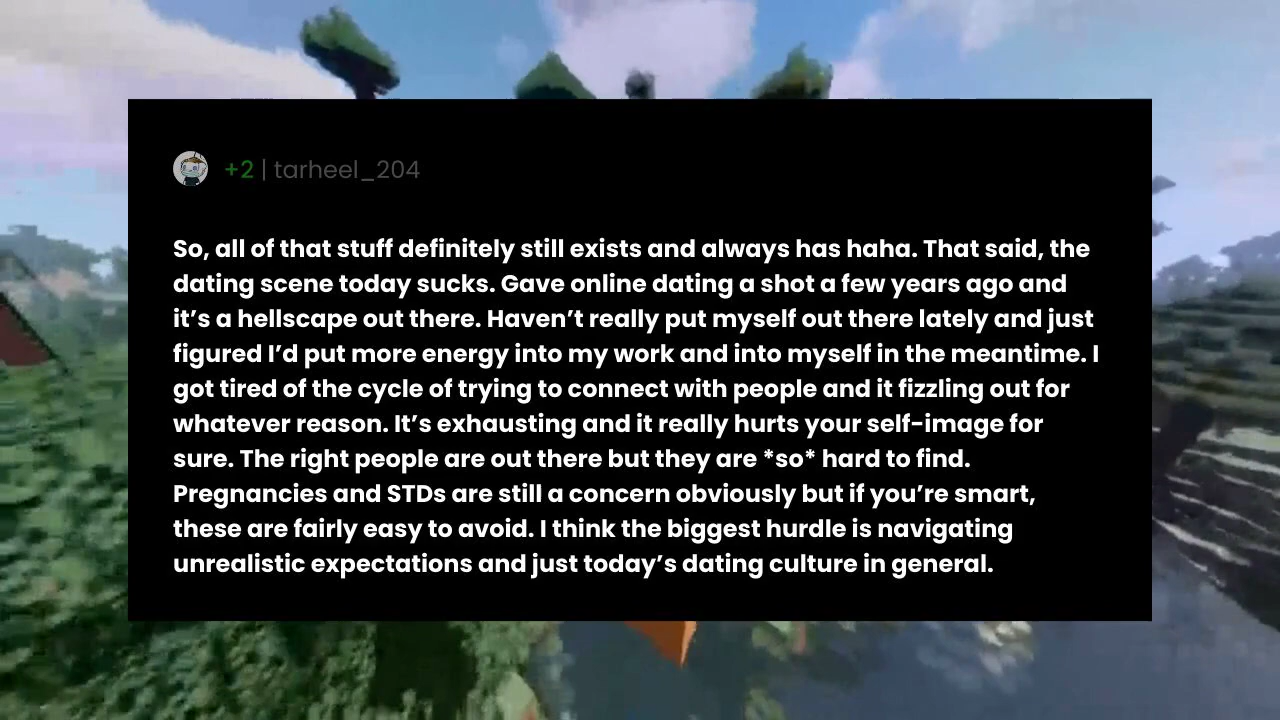 +2 | tarheel_204
So, all of that stuff definitely still exists and always has haha. That said, the
dating scene today sucks. Gave online dating a shot a few years ago and
it’s a hellscape out there. Haven’t really put myself out there lately and just
figured I’d put more energy into my work and into myself in the meantime. I
got tired of the cycle of trying to connect with people and it fizzling out for
whatever reason. It’s exhausting and it really hurts your self-image for
sure. The right people are out there but they are *so* hard to find.
Pregnancies and STDs are still a concern obviously but if you’re smart,
these are fairly easy to avoid. I think the biggest hurdle is navigating
unrealistic expectations and just today’s dating culture in general.